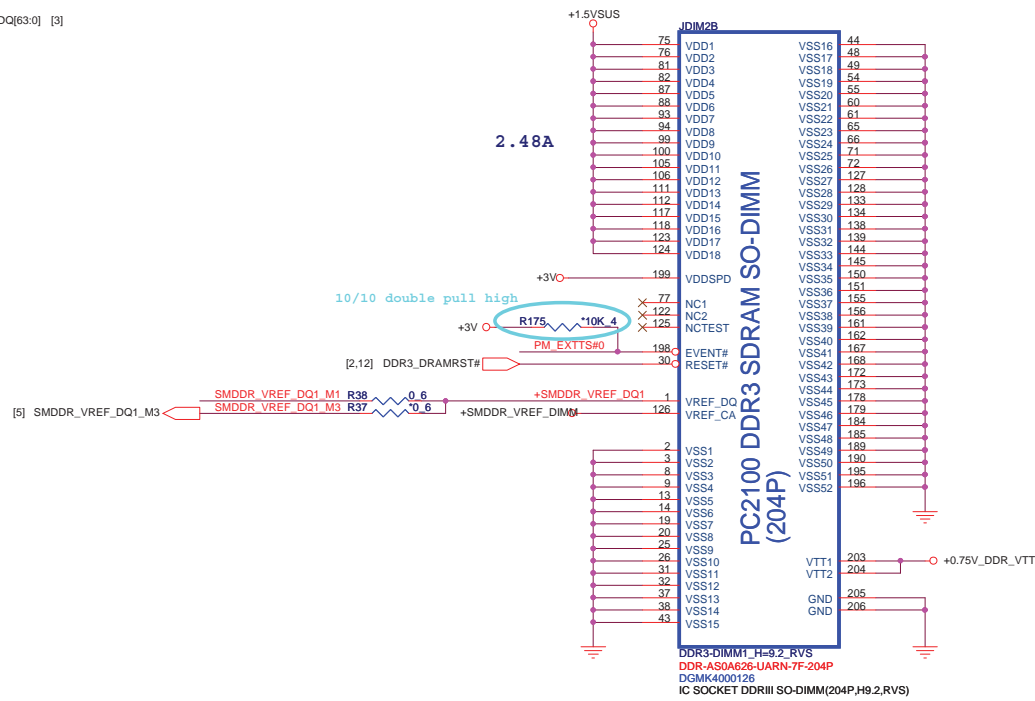 DQ[63:0] [3]
+1.5VSUS
JDIM2B
75 VDD1 VSS16 44
76 VDD2 VSS17 48
81 VDD3 VSS18 49
82 VDD4 VSS19 54
87 VDD5 VSS20 55
88 VDD6 VSS21 60
93 VDD7 VSS22 61
94 VDD8 VSS23 65
99 VDD9 VSS24 66
100 VDD10 VSS25 71
105 VDD11 VSS26 72
106 VDD12 VSS27 127
111 VDD13 VSS28 128
112 VDD14 VSS29 133
117 VDD15 VSS30 134
118 VDD16 VSS31 138
123 VDD17 VSS32 139
124 VDD18 VSS33 144
VSS34 145
2.48A
+3V 199 VDDSPD VSS35 150
VSS36 151
10/10 double pull high
77 NC1 VSS37 155
122 NC2 VSS38 156
125 NCTEST VSS39 161
+3V R175 *10K_4
VSS40 162
PM_EXTTS#0 198 EVENT# VSS41 167
[2,12] DDR3_DRAMRST# 30 RESET# VSS42 168
VSS43 172
VSS44 173
SMDDR_VREF_DQ1_M1 R38 0_6 +SMDDR_VREF_DQ1 1 VREF_DQ VSS45 178
[5] SMDDR_VREF_DQ1_M3 SMDDR_VREF_DQ1_M3 R37 *0_6 +SMDDR_VREF_DIMM 126 VREF_CA VSS46 179
VSS47 184
VSS48 185
2 VSS1 VSS49 189
3 VSS2 VSS50 190
8 VSS3 VSS51 195
9 VSS4 VSS52 196
13 VSS5
14 VSS6
19 VSS7
20 VSS8
25 VSS9
26 VSS10 VTT1 203 +0.75V_DDR_VTT
31 VSS11 VTT2 204
32 VSS12
37 VSS13 GND 205
38 VSS14 GND 206
43 VSS15
PC2100 DDR3 SDRAM SO-DIMM
(204P)
DDR3-DIMM1_H=9.2_RVS
DDR-AS0A626-UARN-7F-204P
DGMK4000126
IC SOCKET DDRIII SO-DIMM(204P,H9.2,RVS)